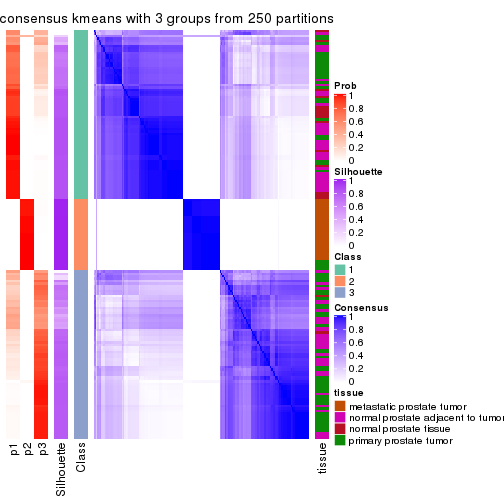 consensus kmeans with 3 groups from 250 partitions
Prob
1
0.8
0.6
0.4
0.2
0
Silhouette
1
0.8
0.6
0.4
0.2
0
Class
1
2
3
Consensus
1
0.8
0.6
0.4
0.2
0
tissue
metastatic prostate tumor
normal prostate adjacent to tumor
normal prostate tissue
primary prostate tumor
p1
p2
p3
Silhouette
Class
tissue